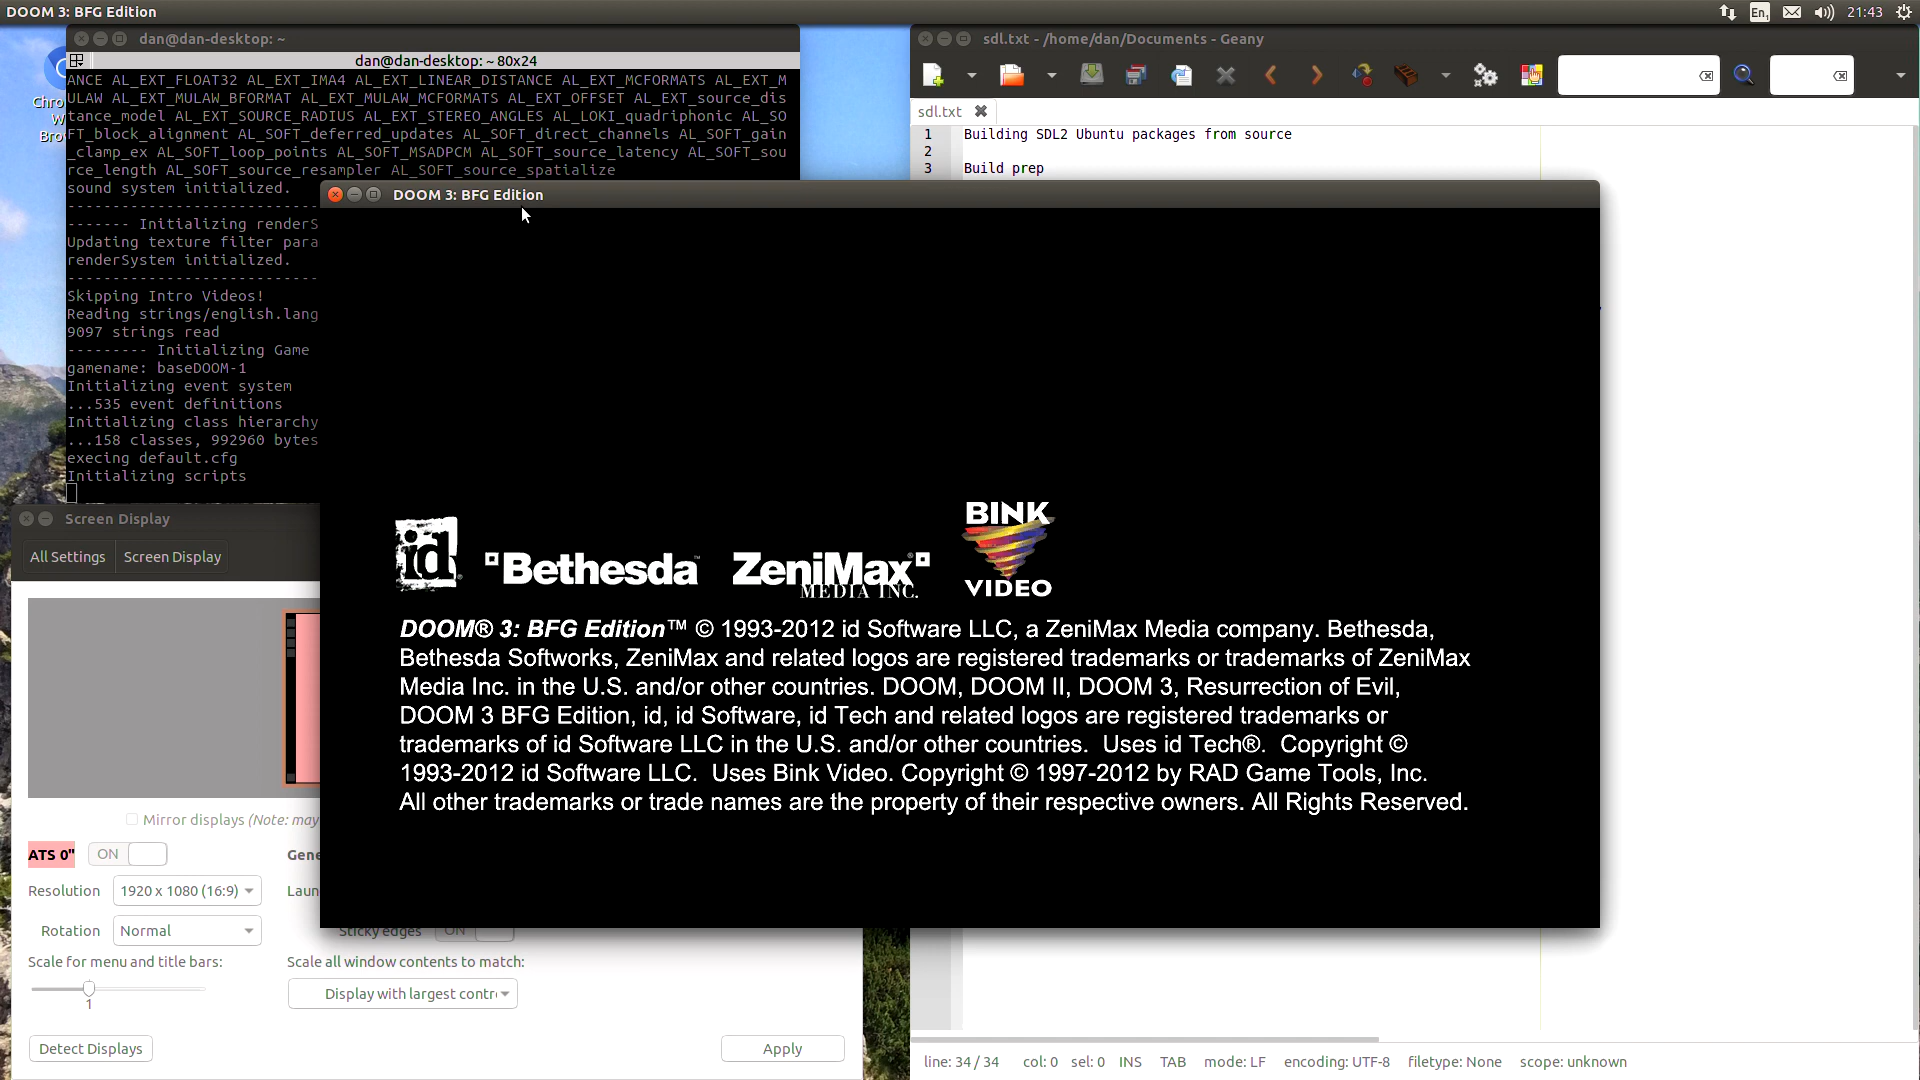 DOOM 3: BFG Edition
En1
21:43
dan@dan-desktop: ~
dan@dan-desktop: ~ 80x24
ANCE AL_EXT_FLOAT32 AL_EXT_IMA4 AL_EXT_LINEAR_DISTANCE AL_EXT_MCFORMATS AL_EXT_M
ULAW AL_EXT_MULAW_BFORMAT AL_EXT_MULAW_MCFORMATS AL_EXT_OFFSET AL_EXT_source_dis
tance_model AL_EXT_SOURCE_RADIUS AL_EXT_STEREO_ANGLES AL_LOKI_quadriphonic AL_SO
FT_block_alignment AL_SOFT_deferred_updates AL_SOFT_direct_channels AL_SOFT_gain
_clamp_ex AL_SOFT_loop_points AL_SOFT_MSADPCM AL_SOFT_source_latency AL_SOFT_sou
rce_length AL_SOFT_source_resampler AL_SOFT_source_spatialize
sound system initialized.
----------------------------
------- Initializing renderS
Updating texture filter para
renderSystem initialized.
----------------------------
Skipping Intro Videos!
Reading strings/english.lang
9097 strings read
--------- Initializing Game
gamename: baseDOOM-1
Initializing event system
...535 event definitions
Initializing class hierarchy
...158 classes, 992960 bytes
execing default.cfg
Initializing scripts
Chro
W
Bro
sdl.txt - /home/dan/Documents - Geany
sdl.txt
1 Building SDL2 Ubuntu packages from source
2
3 Build prep
DOOM 3: BFG Edition
id
Bethesda™
ZeniMax®
MEDIA INC.
BINK
VIDEO
DOOM® 3: BFG Edition™ © 1993-2012 id Software LLC, a ZeniMax Media company. Bethesda,
Bethesda Softworks, ZeniMax and related logos are registered trademarks or trademarks of ZeniMax
Media Inc. in the U.S. and/or other countries. DOOM, DOOM II, DOOM 3, Resurrection of Evil,
DOOM 3 BFG Edition, id, id Software, id Tech and related logos are registered trademarks or
trademarks of id Software LLC in the U.S. and/or other countries.  Uses id Tech®.  Copyright ©
1993-2012 id Software LLC.  Uses Bink Video. Copyright © 1997-2012 by RAD Game Tools, Inc.
All other trademarks or trade names are the property of their respective owners. All Rights Reserved.
Screen Display
All Settings Screen Display
Mirror displays (Note: may
ATS 0" ON
Gene
Resolution 1920 x 1080 (16:9)
Laun
Rotation Normal
Sticky edges ON
Scale for menu and title bars:
1
Scale all window contents to match:
Display with largest contr
Detect Displays
Apply
line: 34 / 34 col: 0 sel: 0 INS TAB mode: LF encoding: UTF-8 filetype: None scope: unknown